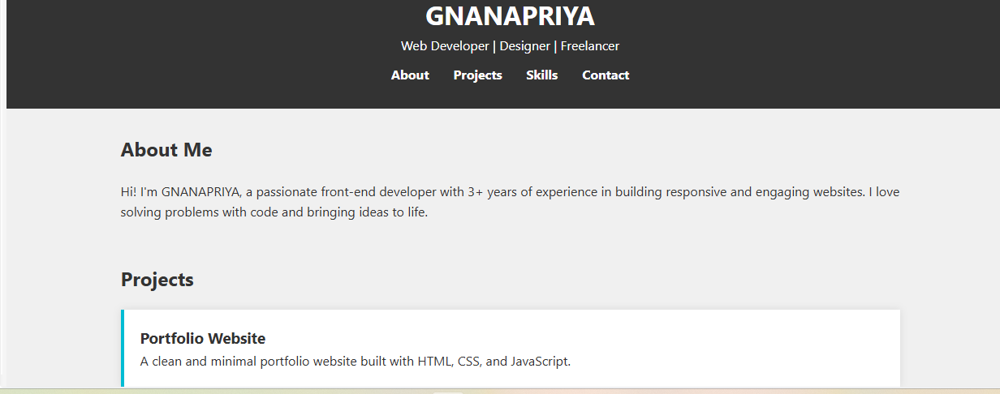 GNANAPRIYA
Web Developer | Designer | Freelancer
About Projects Skills Contact
About Me
Hi! I'm GNANAPRIYA, a passionate front-end developer with 3+ years of experience in building responsive and engaging websites. I love
solving problems with code and bringing ideas to life.
Projects
Portfolio Website
A clean and minimal portfolio website built with HTML, CSS, and JavaScript.